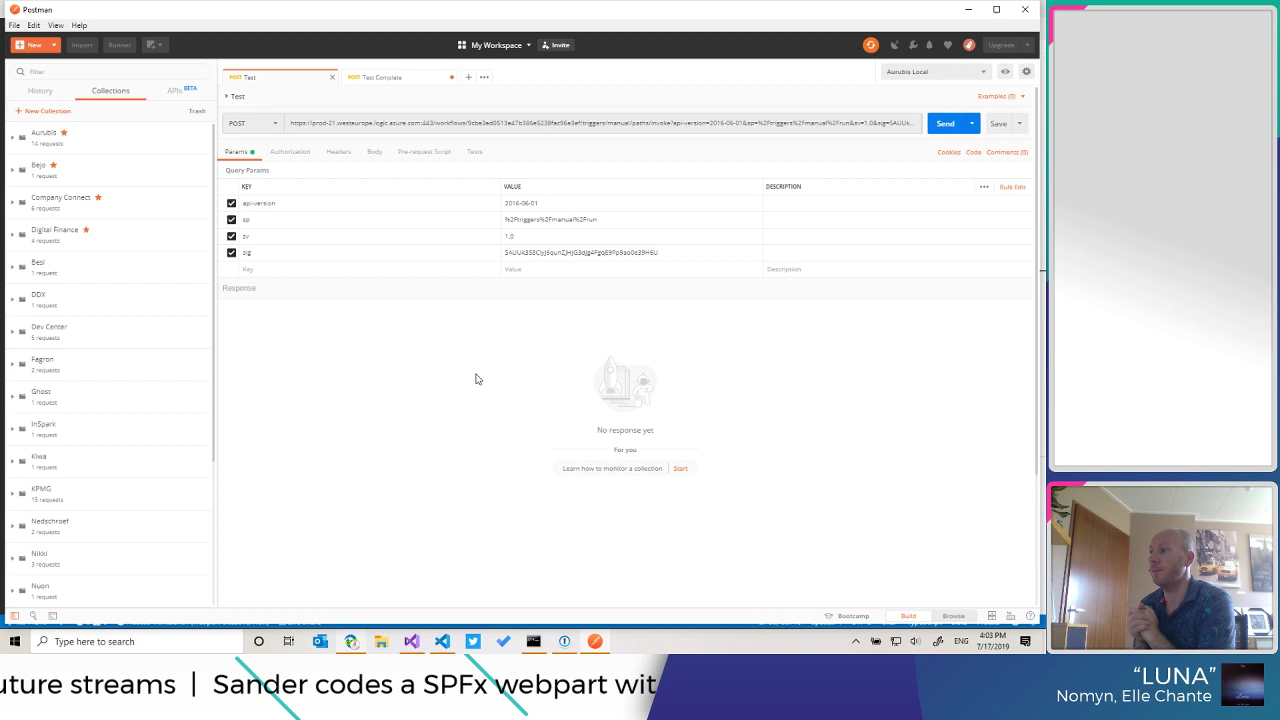 Postman
File Edit View Help
New Import Runner My Workspace Invite Upgrade
Filter
History Collections APIs BETA
New Collection Trash
Aurubis
14 requests
Bejo
1 request
Company Connect
6 requests
Digital Finance
4 requests
Besi
1 request
DDX
1 request
Dev Center
5 requests
Fagron
2 requests
Ghost
1 request
InSpark
1 request
Kiwa
1 request
KPMG
15 requests
Nedschroef
2 requests
Nikki
3 requests
Nuon
1 request
POST Test POST Test Complete
Aurubis Local
Test Examples (0)
POST Send Save
Params Authorization Headers Body Pre-request Script Tests Cookies Code Comments (0)
Query Params
KEY VALUE DESCRIPTION Bulk Edit
api-version 2016-06-01
sp %2Ftriggers%2Fmanual%2Frun
sv 1.0
sig
Key Value Description
Response
No response yet
For you
Learn how to monitor a collection Start
Bootcamp Build Browse
Type here to search
ENG
4:03 PM
7/17/2019
uture streams | Sander codes a SPFx webpart wit
“LUNA”
Nomyn, Elle Chante